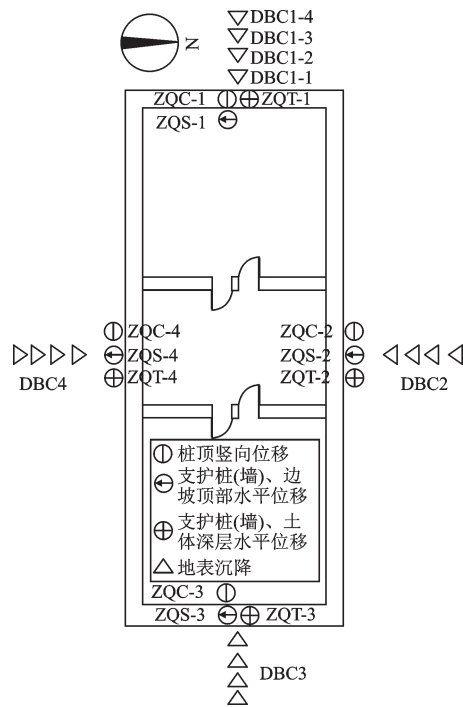 DBC1-4
DBC1-3
N
DBC1-2
DBC1-1
ZQC-1
ZQT-1
ZQS-1
ZQC-4
ZQC-2
ZQS-4
ZQS-2
DBC4
DBC2
ZQT-4
ZQT-2
桩顶竖向位移
支护桩(墙)、边
坡顶部水平位移
支护桩(墙)、土
体深层水平位移
地表沉降
ZQC-3
ZQS-3
ZQT-3
DBC3